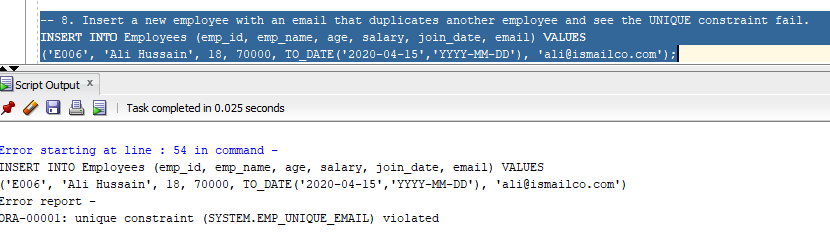 -- 8. Insert a new employee with an email that duplicates another employee and see the UNIQUE constraint fail.
INSERT INTO Employees (emp_id, emp_name, age, salary, join_date, email) VALUES
('E006', 'Ali Hussain', 18, 70000, TO_DATE('2020-04-15','YYYY-MM-DD'), 'ali@ismailco.com');
Script Output x
Task completed in 0.025 seconds
Error starting at line : 54 in command -
INSERT INTO Employees (emp_id, emp_name, age, salary, join_date, email) VALUES
('E006', 'Ali Hussain', 18, 70000, TO_DATE('2020-04-15','YYYY-MM-DD'), 'ali@ismailco.com')
Error report -
ORA-00001: unique constraint (SYSTEM.EMP_UNIQUE_EMAIL) violated